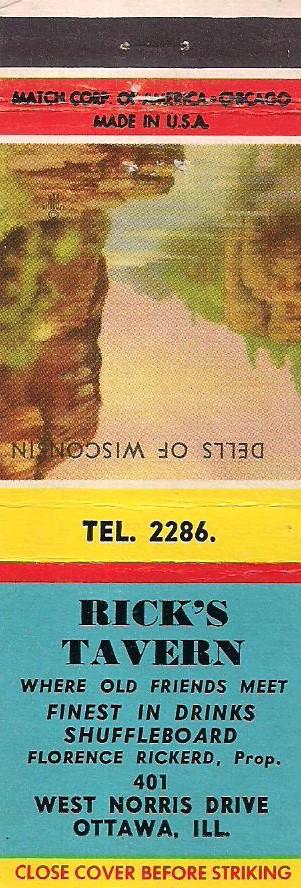 MATCH CORP. OF AMERICA - CHICAGO
MADE IN U.S.A.
DELLS OF WISCONSIN
TEL. 2286.
RICK'S
TAVERN
WHERE OLD FRIENDS MEET
FINEST IN DRINKS
SHUFFLEBOARD
FLORENCE RICKERD, Prop.
401
WEST NORRIS DRIVE
OTTAWA, ILL.
CLOSE COVER BEFORE STRIKING